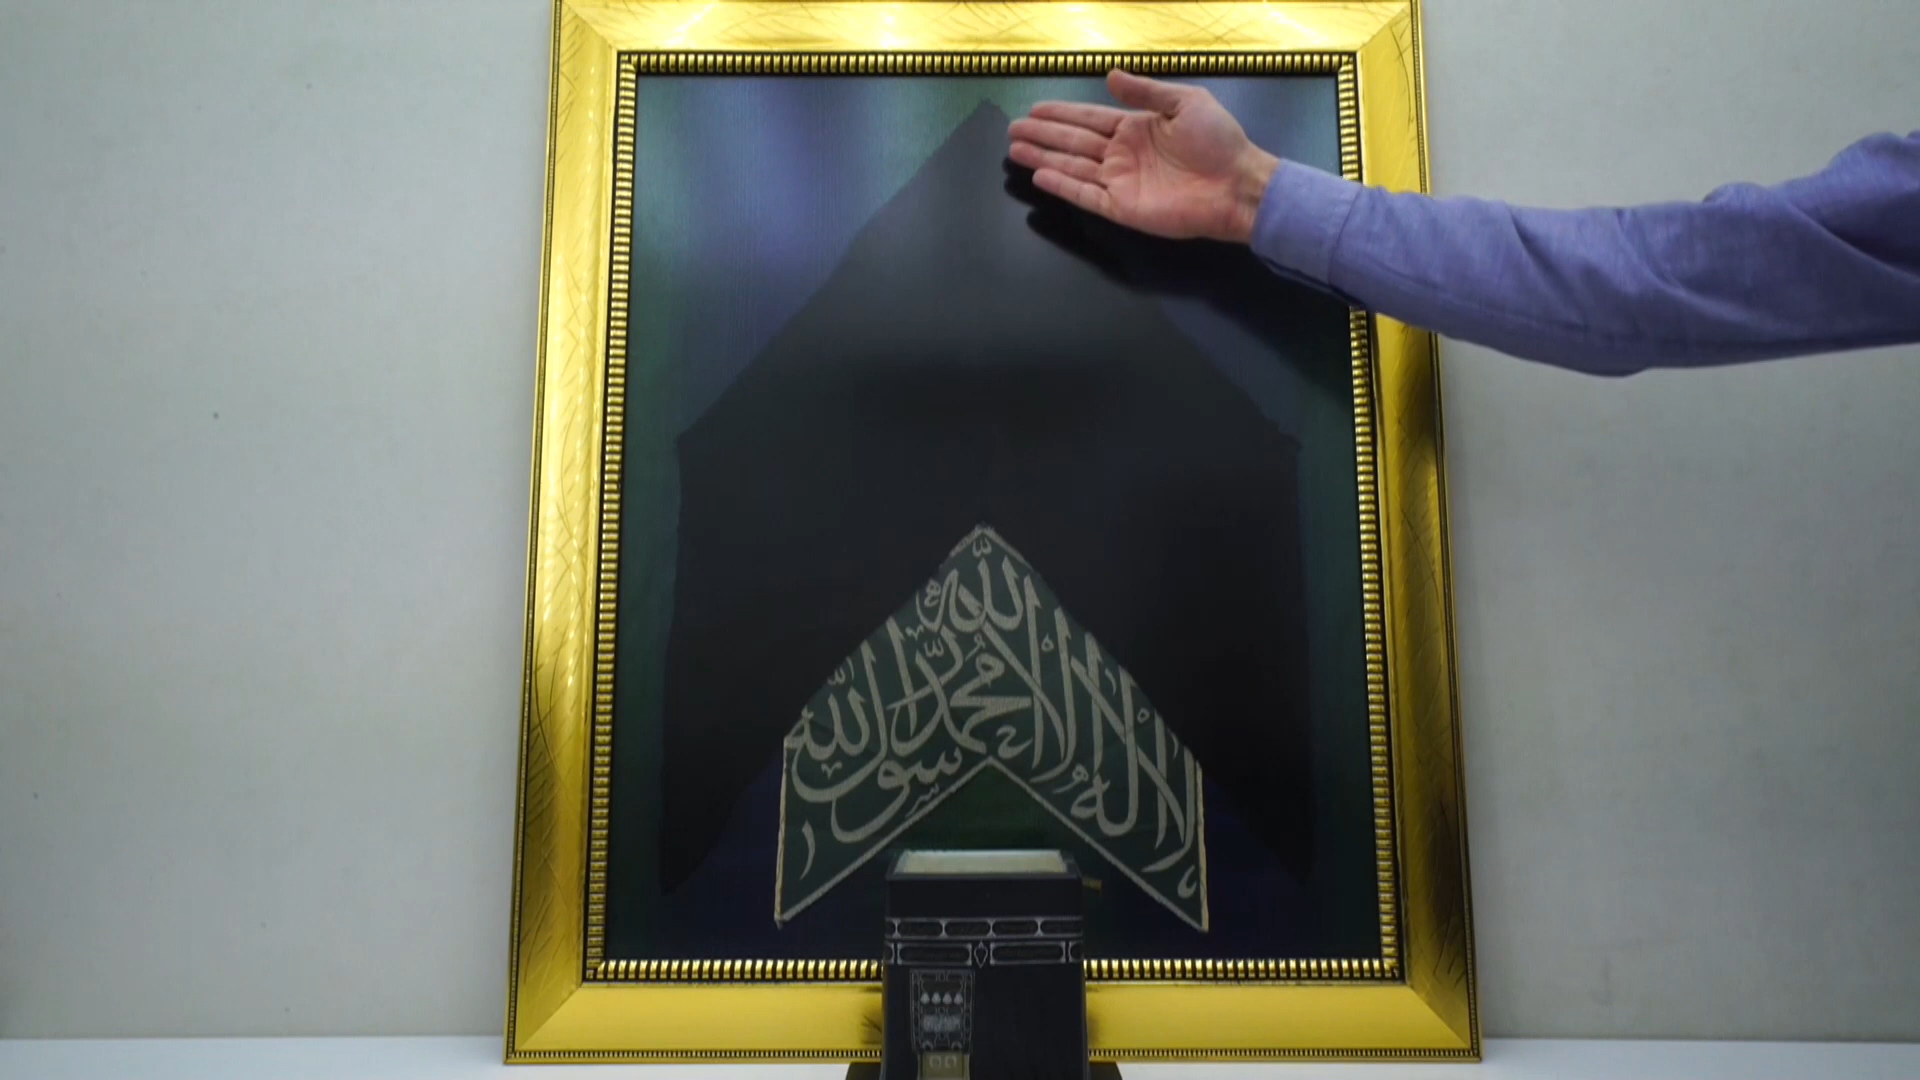 لا إله إلا الله محمد رسول الله